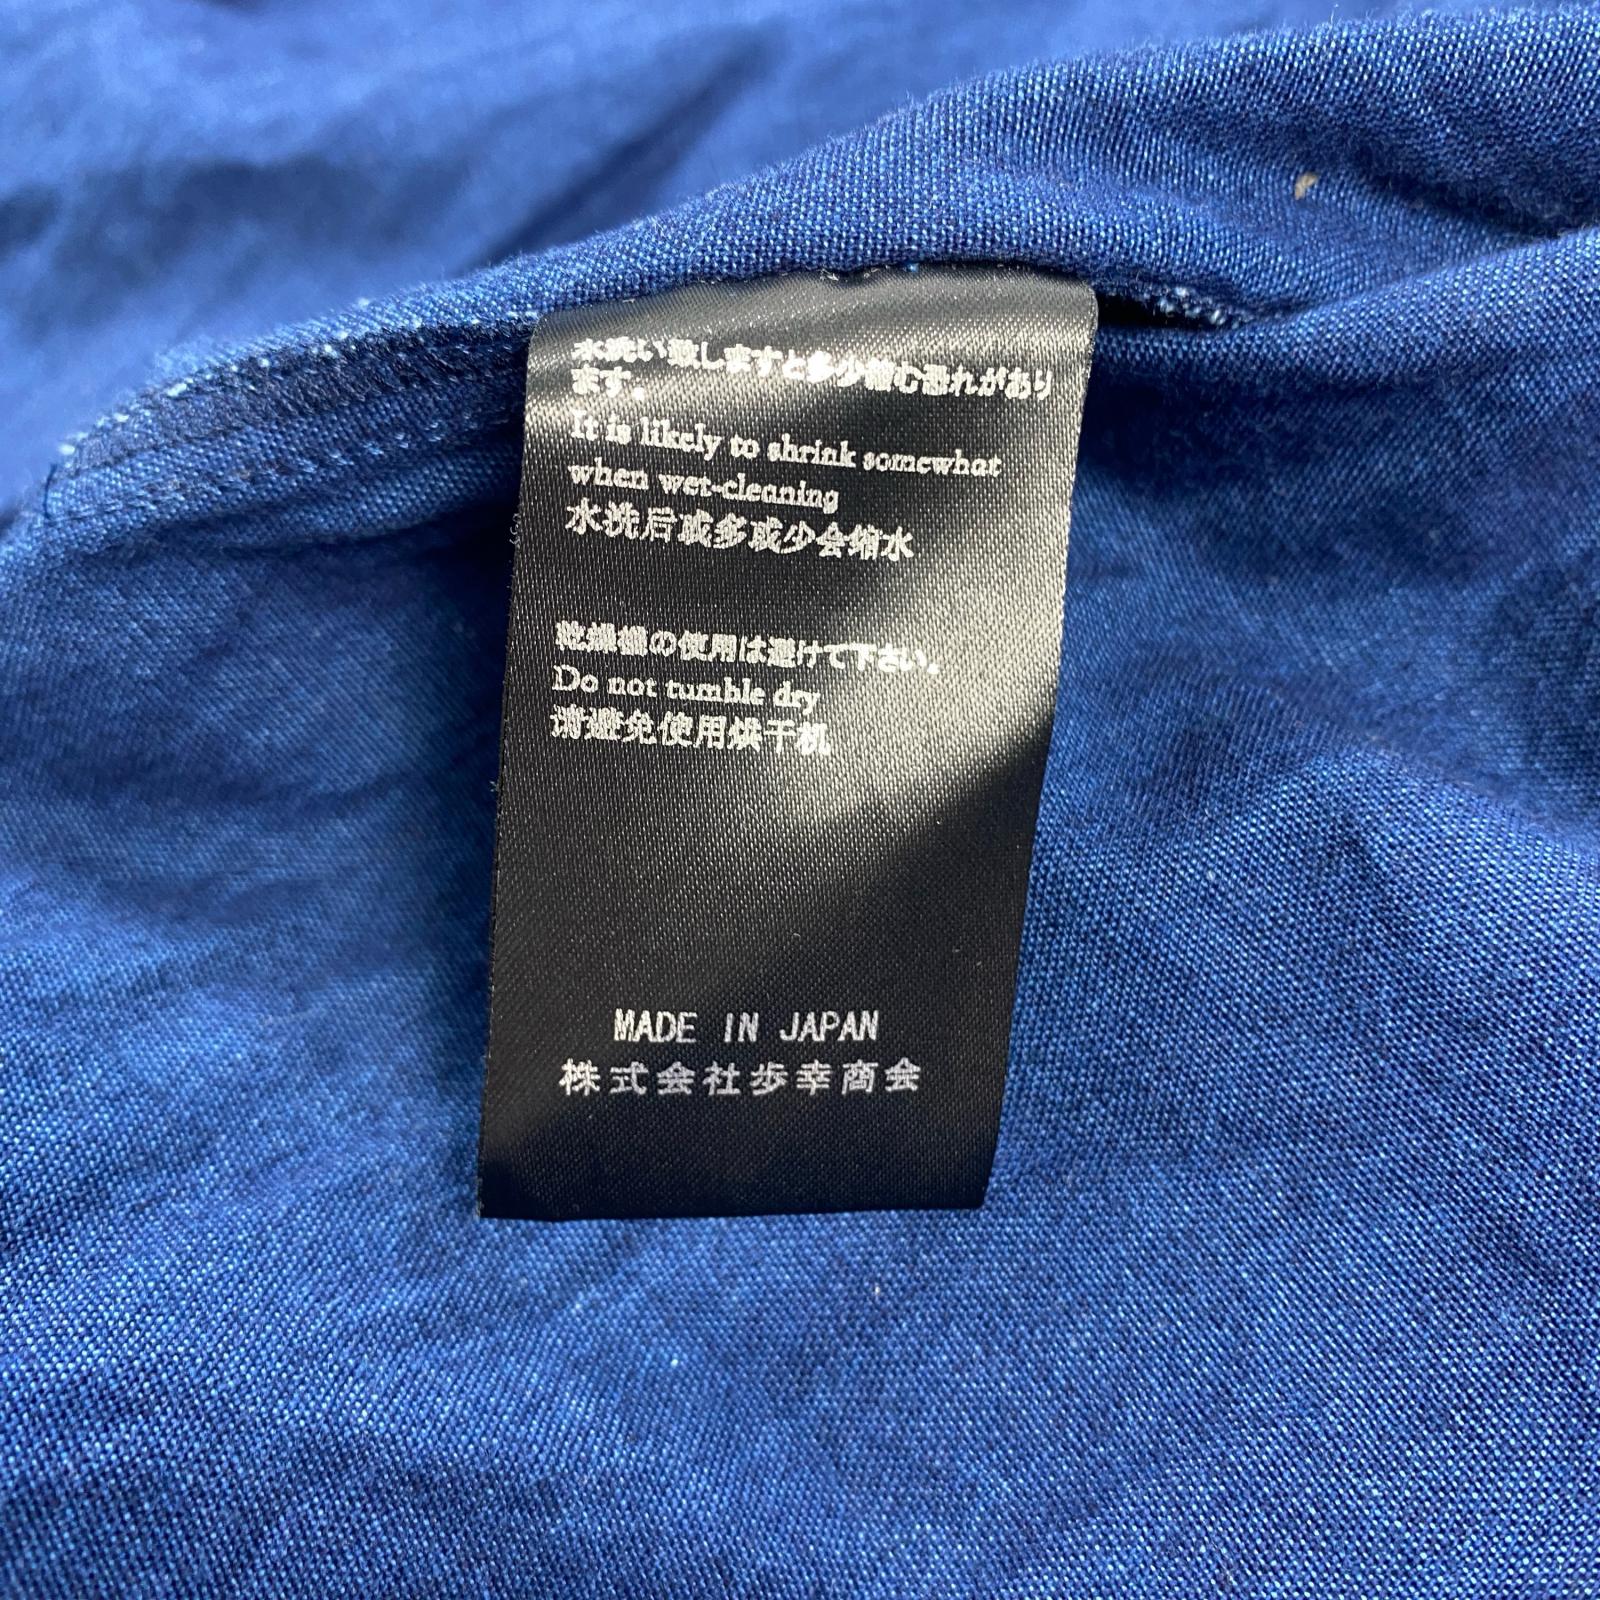 水洗い致しますと多少縮む恐れがあり
ます。
It is likely to shrink somewhat
when wet-cleaning
水洗后或多或少会缩水
乾燥機の使用は避けて下さい。
Do not tumble dry
请避免使用烘干机
MADE IN JAPAN
株式会社歩幸商会